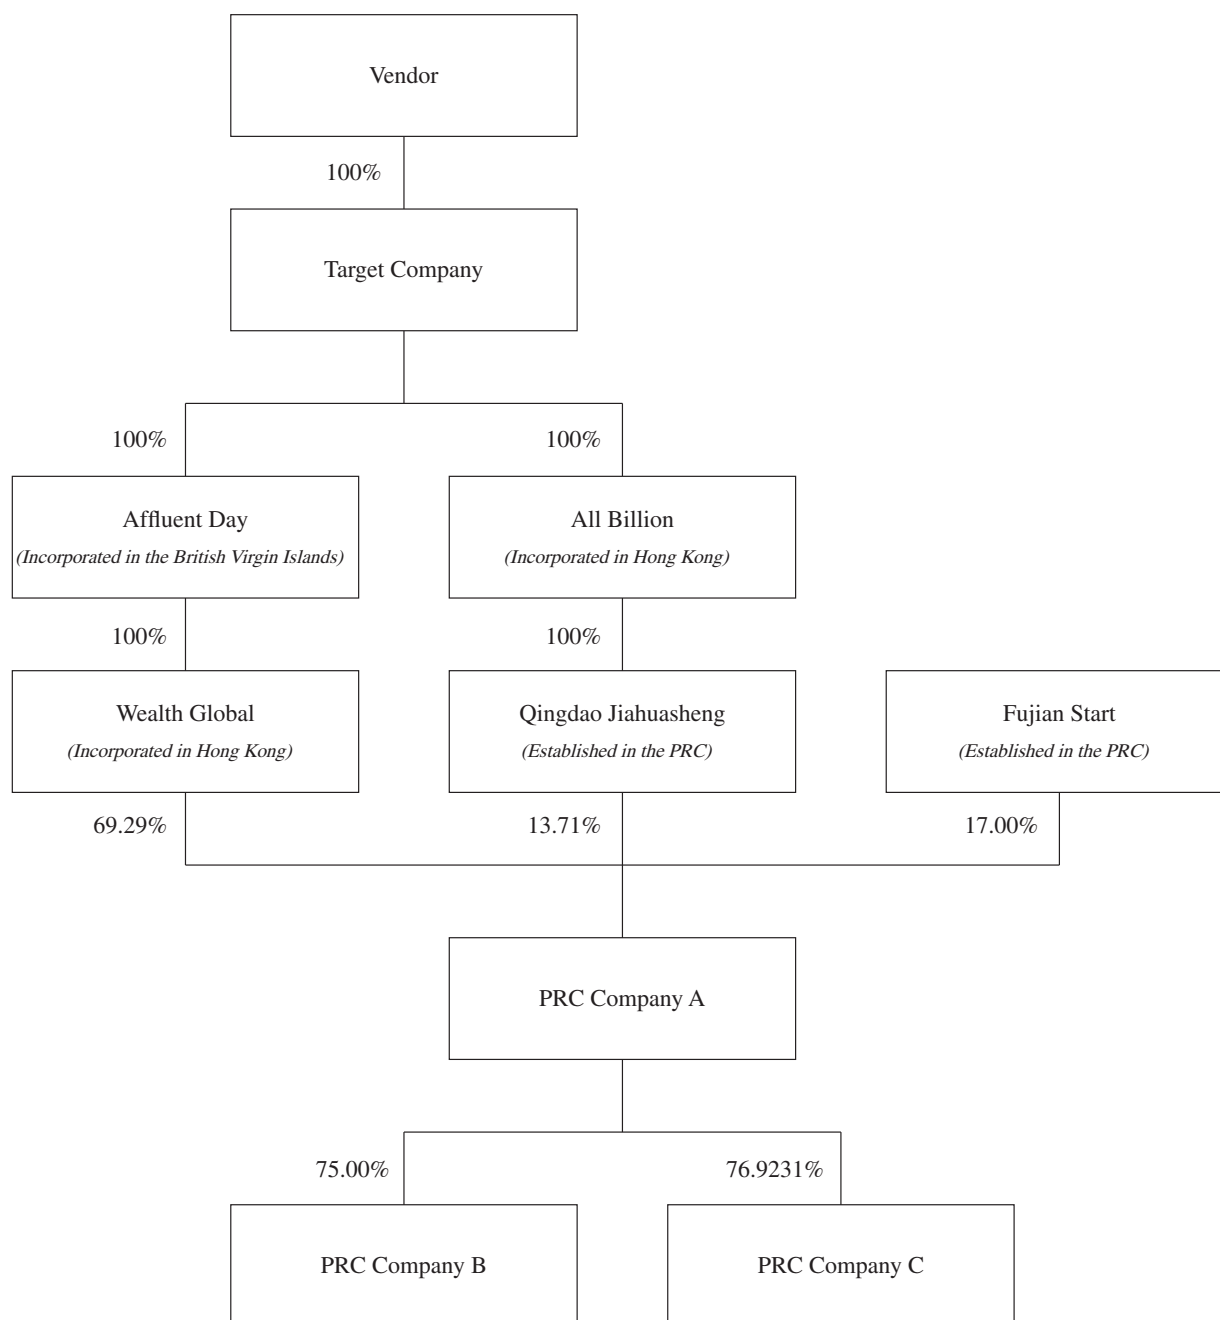 Vendor
100%
Target Company
100%
100%
Affluent Day
(Incorporated in the British Virgin Islands)
All Billion
(Incorporated in Hong Kong)
100%
100%
Wealth Global
(Incorporated in Hong Kong)
Qingdao Jiahuasheng
(Established in the PRC)
Fujian Start
(Established in the PRC)
69.29%
13.71%
17.00%
PRC Company A
75.00%
76.9231%
PRC Company B
PRC Company C